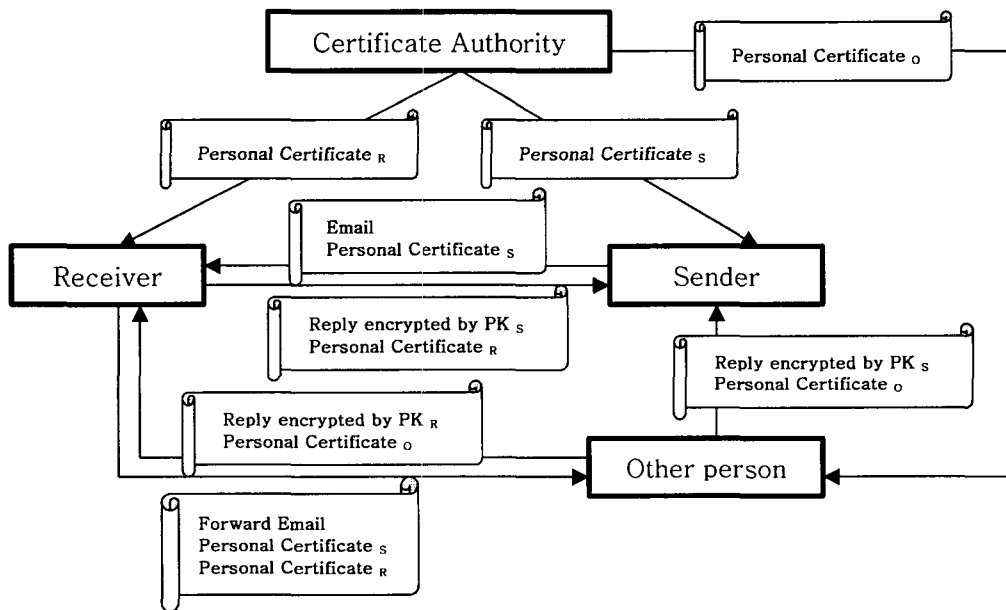 Certificate Authority
Personal Certificate O
Personal Certificate R
Personal Certificate S
Email
Personal Certificate S
Receiver
Sender
Reply encrypted by PK S
Personal Certificate R
Reply encrypted by PK S
Personal Certificate O
Reply encrypted by PK R
Personal Certificate O
Other person
Forward Email
Personal Certificate S
Personal Certificate R